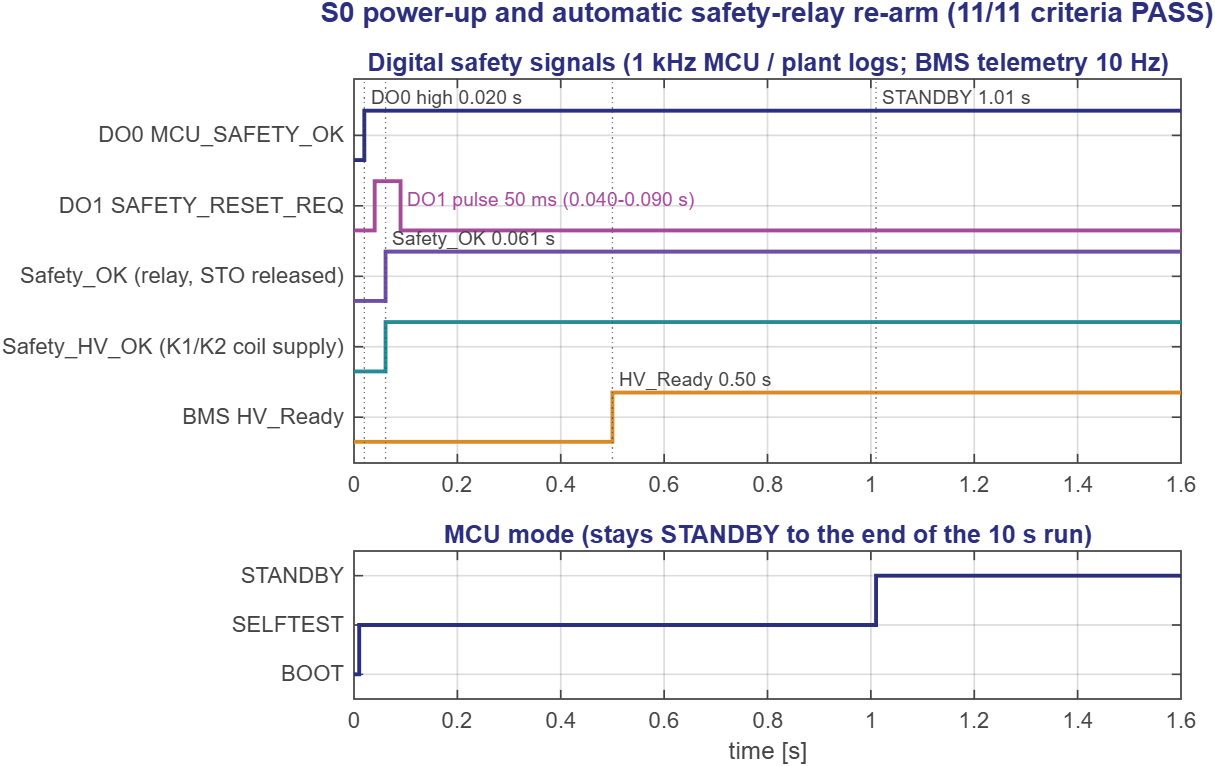 S0 power-up and automatic safety-relay re-arm (11/11 criteria PASS)
Digital safety signals (1 kHz MCU / plant logs; BMS telemetry 10 Hz)
DO0 high 0.020 s
STANDBY 1.01 s
DO0 MCU_SAFETY_OK
DO1 SAFETY_RESET_REQ
DO1 pulse 50 ms (0.040-0.090 s)
Safety_OK 0.061 s
Safety_OK (relay, STO released)
Safety_HV_OK (K1/K2 coil supply)
HV_Ready 0.50 s
BMS HV_Ready
0 0.2 0.4 0.6 0.8 1 1.2 1.4 1.6
MCU mode (stays STANDBY to the end of the 10 s run)
STANDBY
SELFTEST
BOOT
0 0.2 0.4 0.6 0.8 1 1.2 1.4 1.6
time [s]